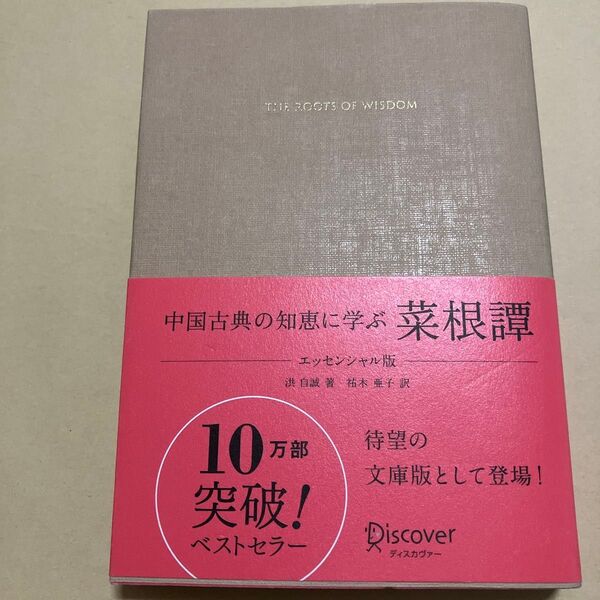 THE ROOTS OF WISDOM
中国古典の知恵に学ぶ 菜根譚
エッセンシャル版
洪 自誠 著 祐木 亜子 訳
10万部
突破!
ベストセラー
待望の
文庫版として登場!
Discover
ディスカヴァー